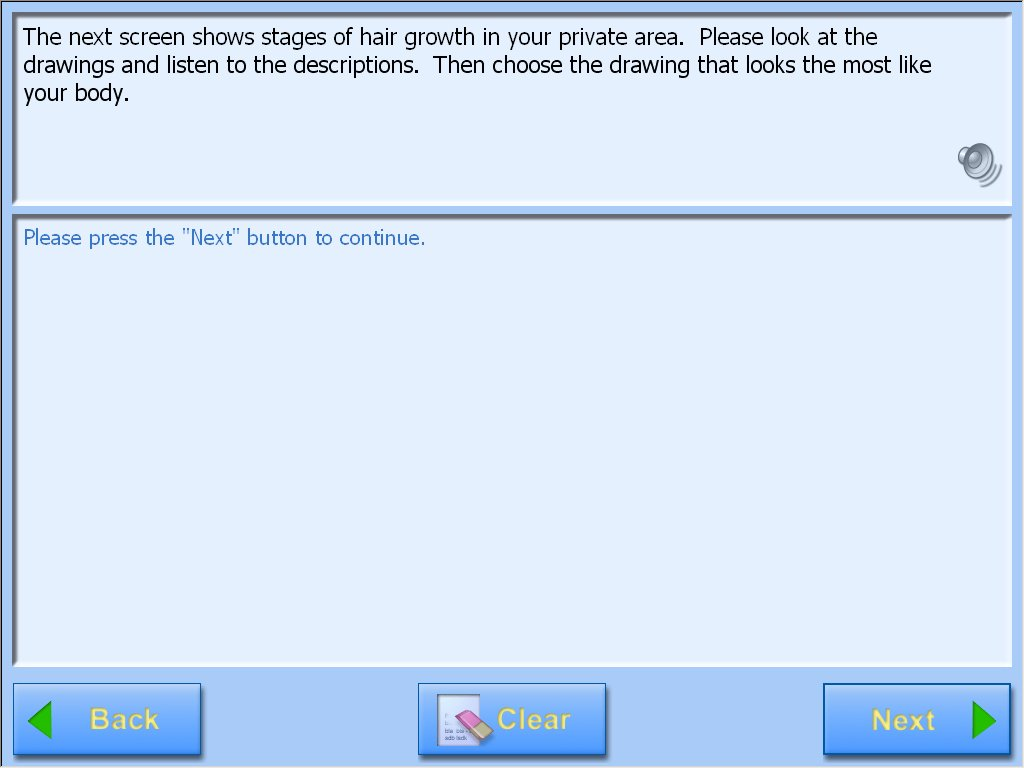 The next screen shows stages of hair growth in your private area.  Please look at the
drawings and listen to the descriptions.  Then choose the drawing that looks the most like
your body.
Please press the "Next" button to continue.
Back
Clear
Next